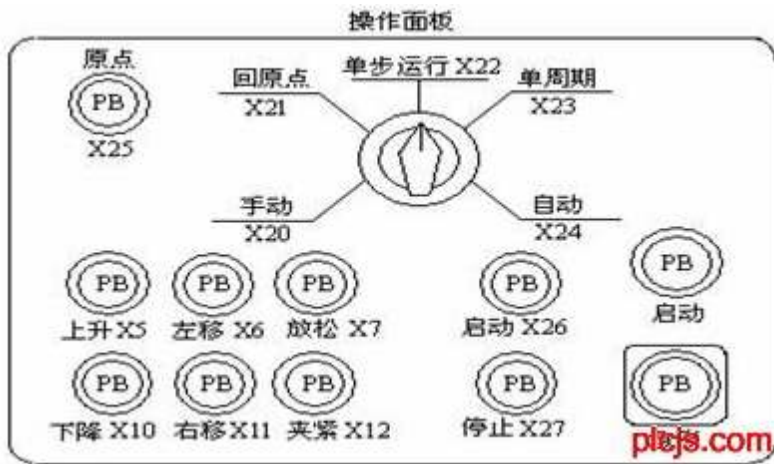 操作面板
原点
PB
X25
回原点
X21
单步运行 X22
单周期
X23
手动
X20
自动
X24
PB
上升 X5
PB
左移 X6
PB
放松 X7
PB
启动 X26
PB
启动
PB
下降 X10
PB
右移 X11
PB
夹紧 X12
PB
停止 X27
PB
plcjs.com